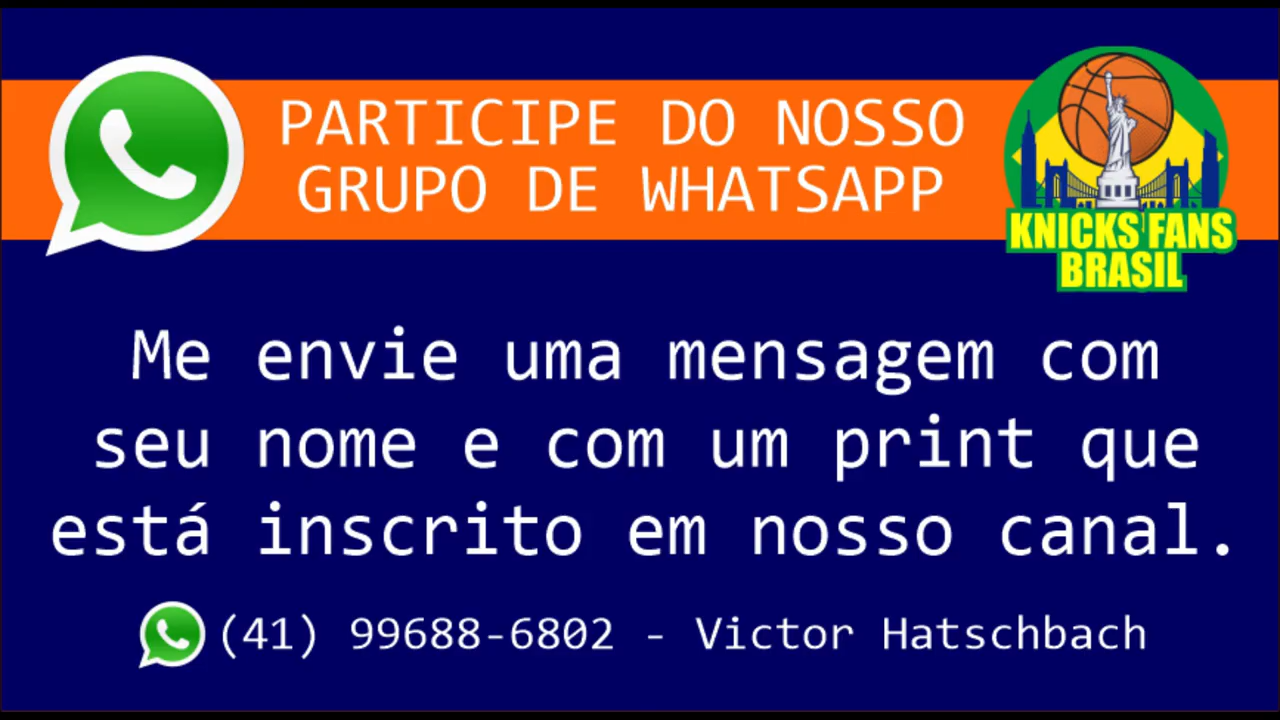 PARTICIPE DO NOSSO
GRUPO DE WHATSAPP
KNICKS FANS
BRASIL
Me envie uma mensagem com
seu nome e com um print que
está inscrito em nosso canal.
(41) 99688-6802 - Victor Hatschbach